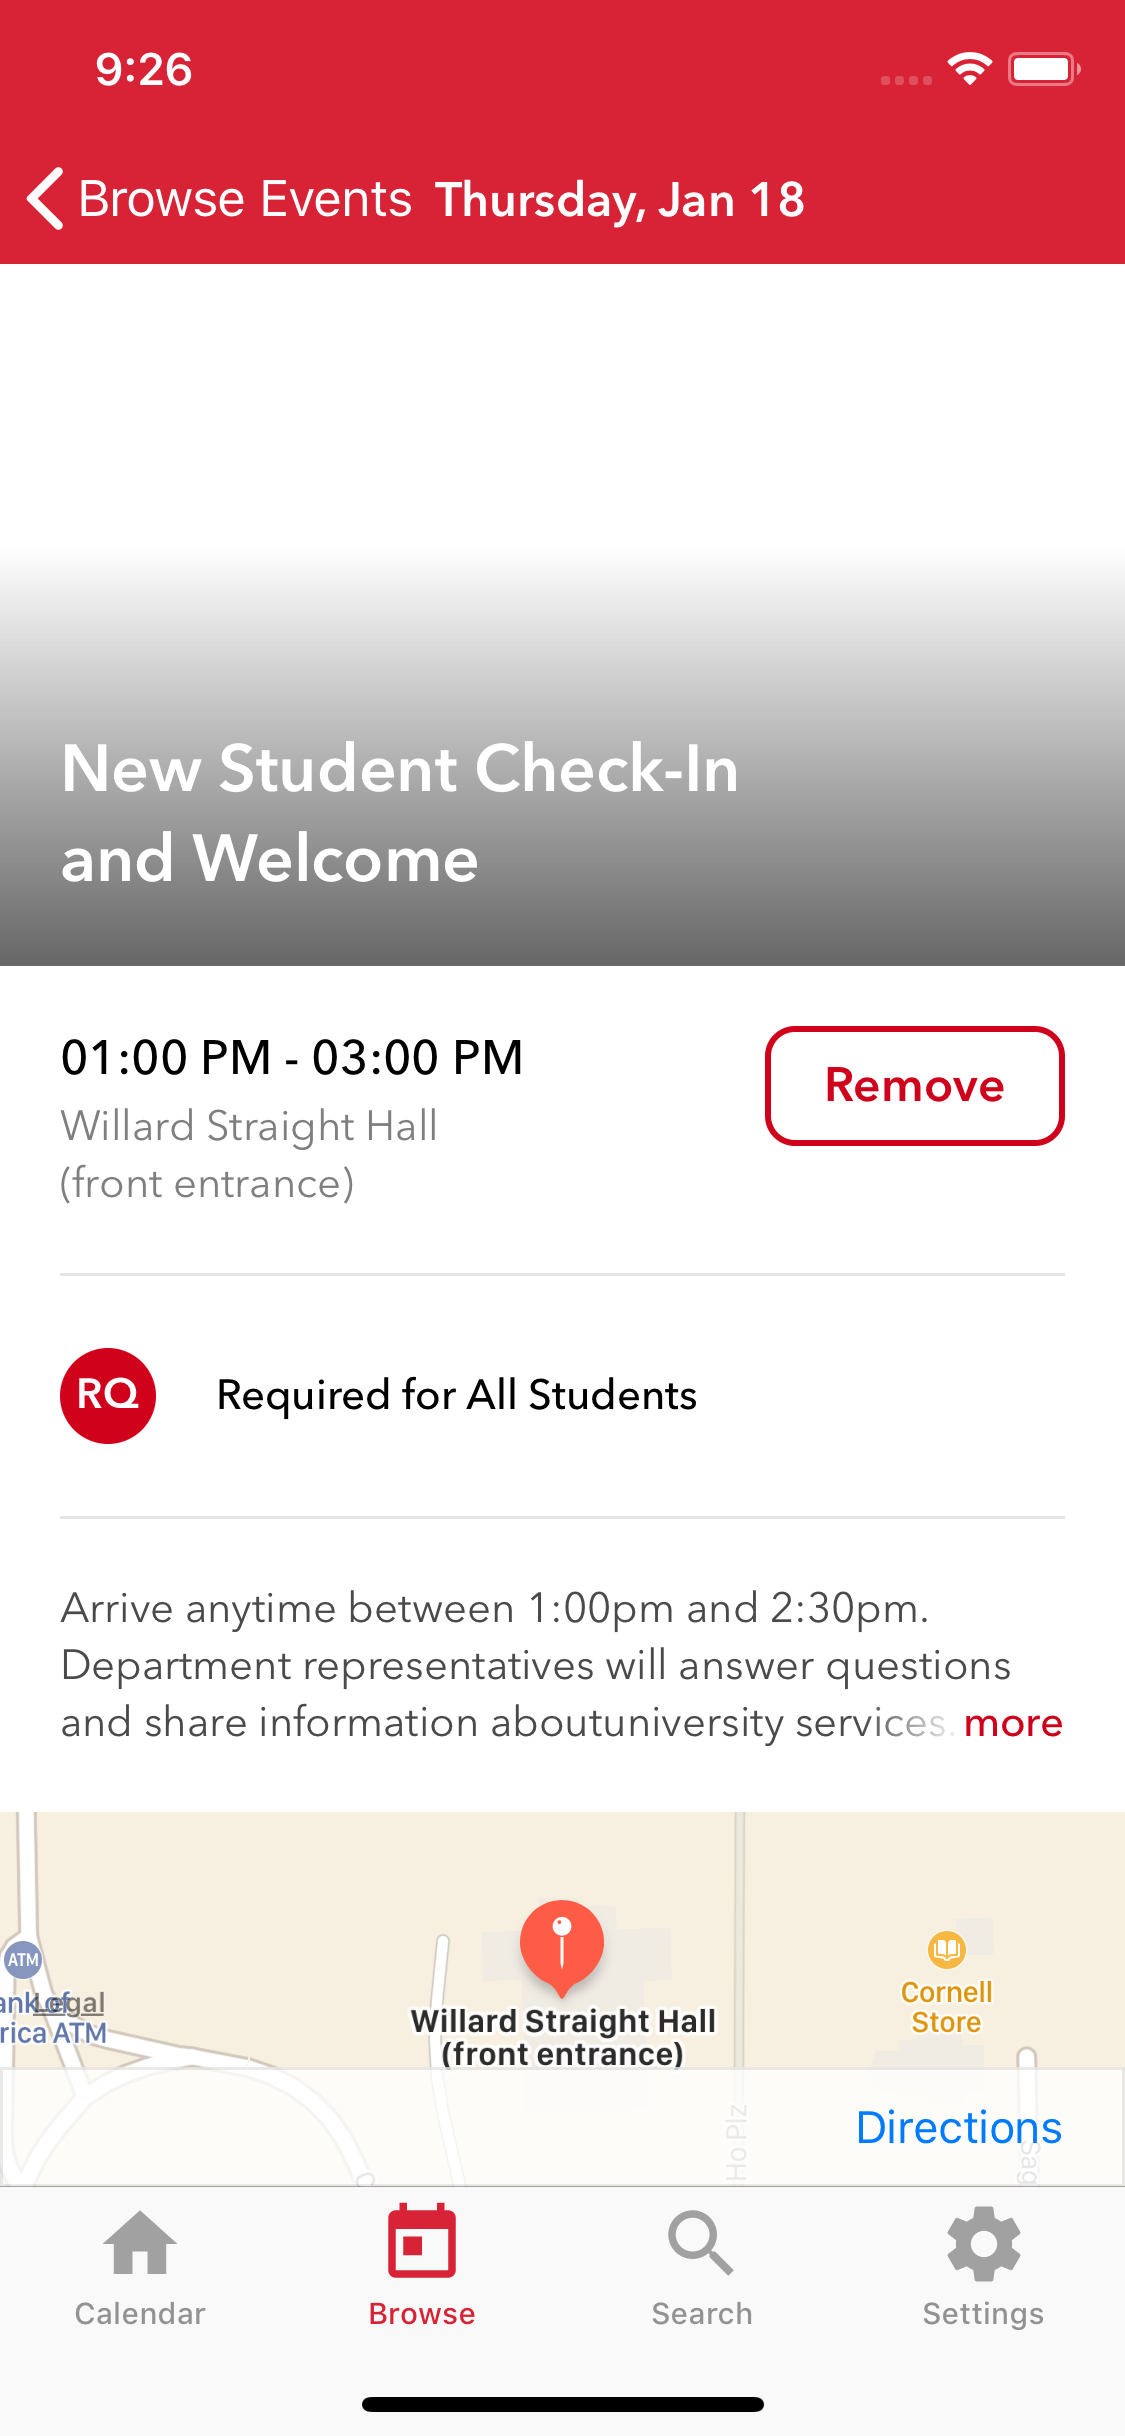 9:26
Browse Events Thursday, Jan 18
New Student Check-In
and Welcome
01:00 PM - 03:00 PM
Remove
Willard Straight Hall
(front entrance)
RQ Required for All Students
Arrive anytime between 1:00pm and 2:30pm.
Department representatives will answer questions
and share information aboutuniversity services. more
ATM
ank of
rica ATM
Legal
Willard Straight Hall
(front entrance)
Cornell
Store
Ho Plz
Sag
Directions
Calendar
Browse
Search
Settings